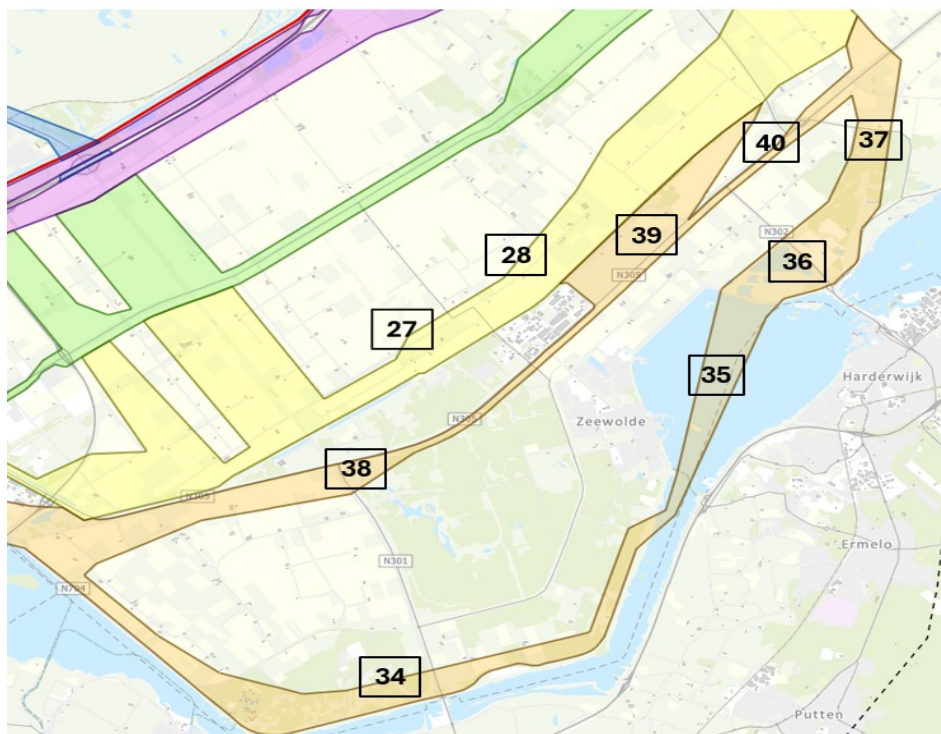 40
37
N302
39
36
28
N305
27
35
Harderwijk
Zeewolde
N305
38
N305
Ermelo
N301
N704
34
Putten